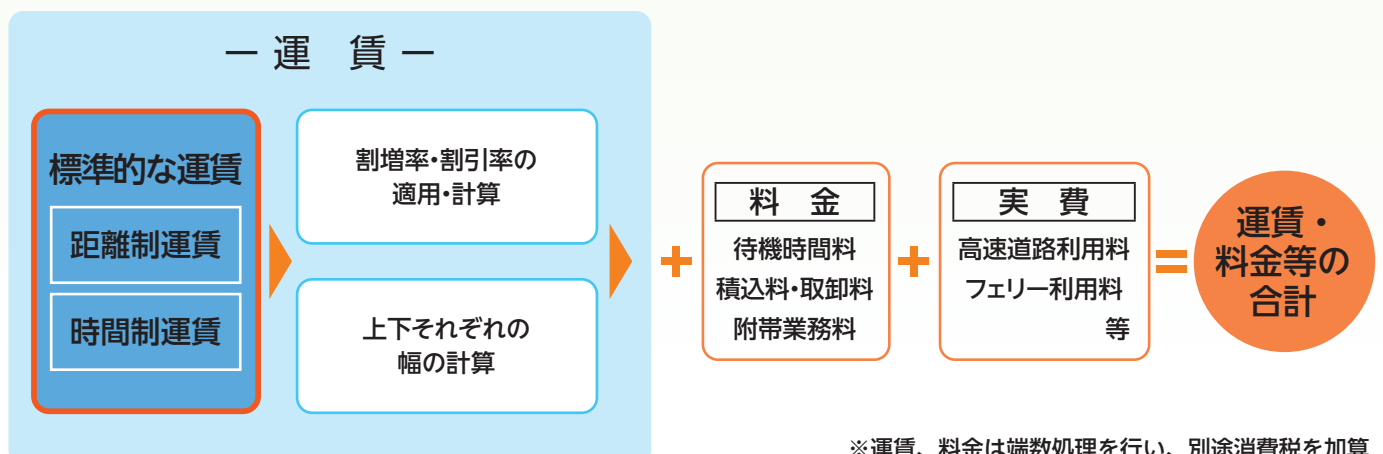 ー 運　賃 ー
標準的な運賃
距離制運賃
時間制運賃
割増率・割引率の
適用・計算
上下それぞれの
幅の計算
+
料　金
待機時間料
積込料・取卸料
附帯業務料
+
実　費
高速道路利用料
フェリー利用料
等
=
運賃・
料金等の
合計
※運賃、料金は端数処理を行い、別途消費税を加算